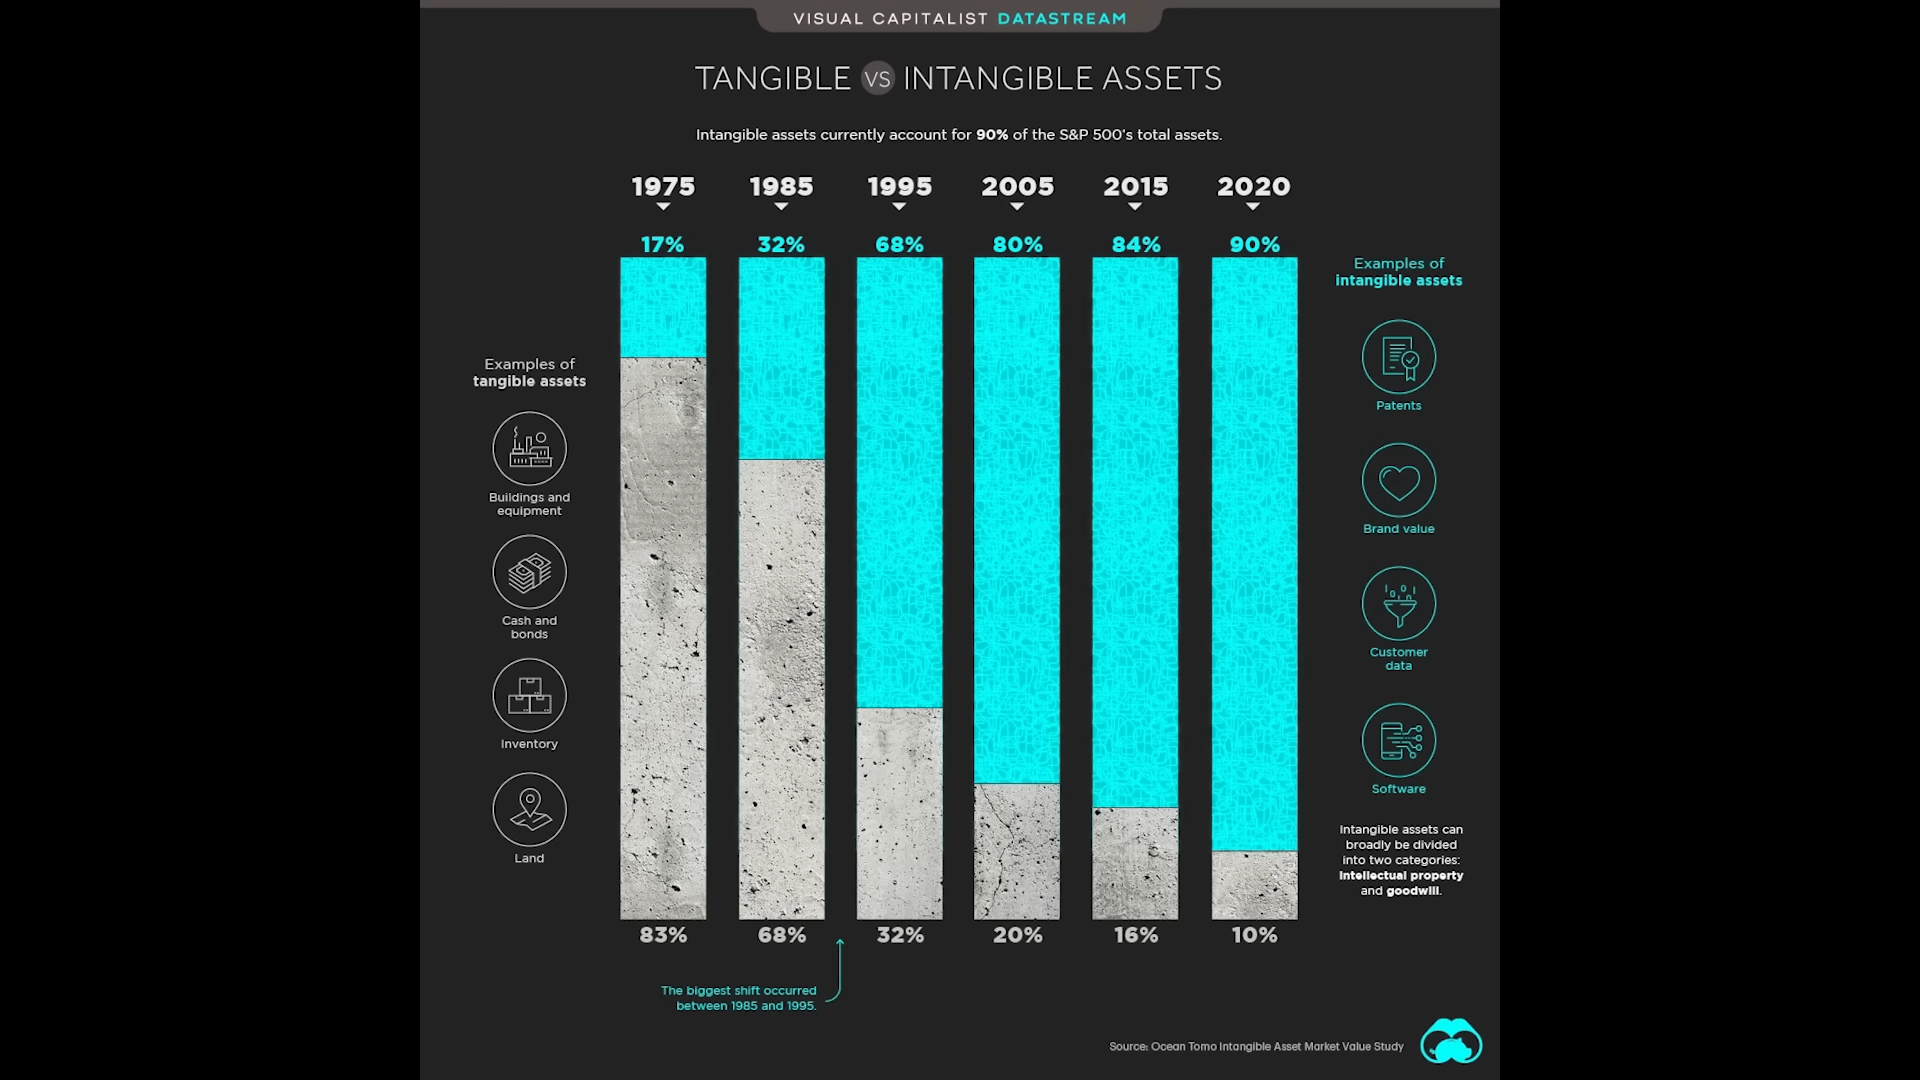 VISUAL CAPITALIST DATASTREAM
TANGIBLE VS INTANGIBLE ASSETS
Intangible assets currently account for 90% of the S&P 500's total assets.
1975 1985 1995 2005 2015 2020
17% 32% 68% 80% 84% 90%
Examples of
tangible assets
Buildings and
equipment
Cash and
bonds
Inventory
Land
Examples of
intangible assets
Patents
Brand value
Customer
data
Software
Intangible assets can
broadly be divided
into two categories:
Intellectual property
and goodwill.
83% 68% 32% 20% 16% 10%
The biggest shift occurred
between 1985 and 1995.
Source: Ocean Tomo Intangible Asset Market Value Study